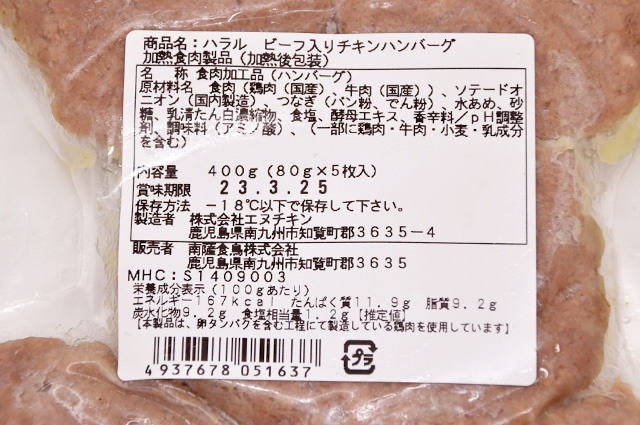 商品名：ハラル ビーフ入りチキンハンバーグ
加熱食肉製品（加熱後包装）
名 称 食肉加工品（ハンバーグ）
原材料名 食肉（鶏肉（国産）、牛肉（国産））、ソテードオ
ニオン（国内製造）、つなぎ（パン粉、でん粉）、水あめ、砂
糖、乳清たん白濃縮物、食塩、酵母エキス、香辛料／pH調整
剤、調味料（アミノ酸）、（一部に鶏肉・牛肉・小麦・乳成分
を含む）
内容量 400g（80g×5枚入）
賞味期限 23.3.25
保存方法 －18℃以下で保存して下さい。
製造者 株式会社エヌチキン
鹿児島県南九州市知覧町郡3635－4
販売者 南薩食鳥株式会社
鹿児島県南九州市知覧町郡3635
MHC：S1409003
栄養成分表示（100gあたり）
エネルギー167kcal たんぱく質11.9g 脂質9.2g
炭水化物9.2g 食塩相当量1.2g【推定値】
【本製品は、卵タンパクを含む工程にて製造している鶏肉を使用しています】
4937678051637
プラ